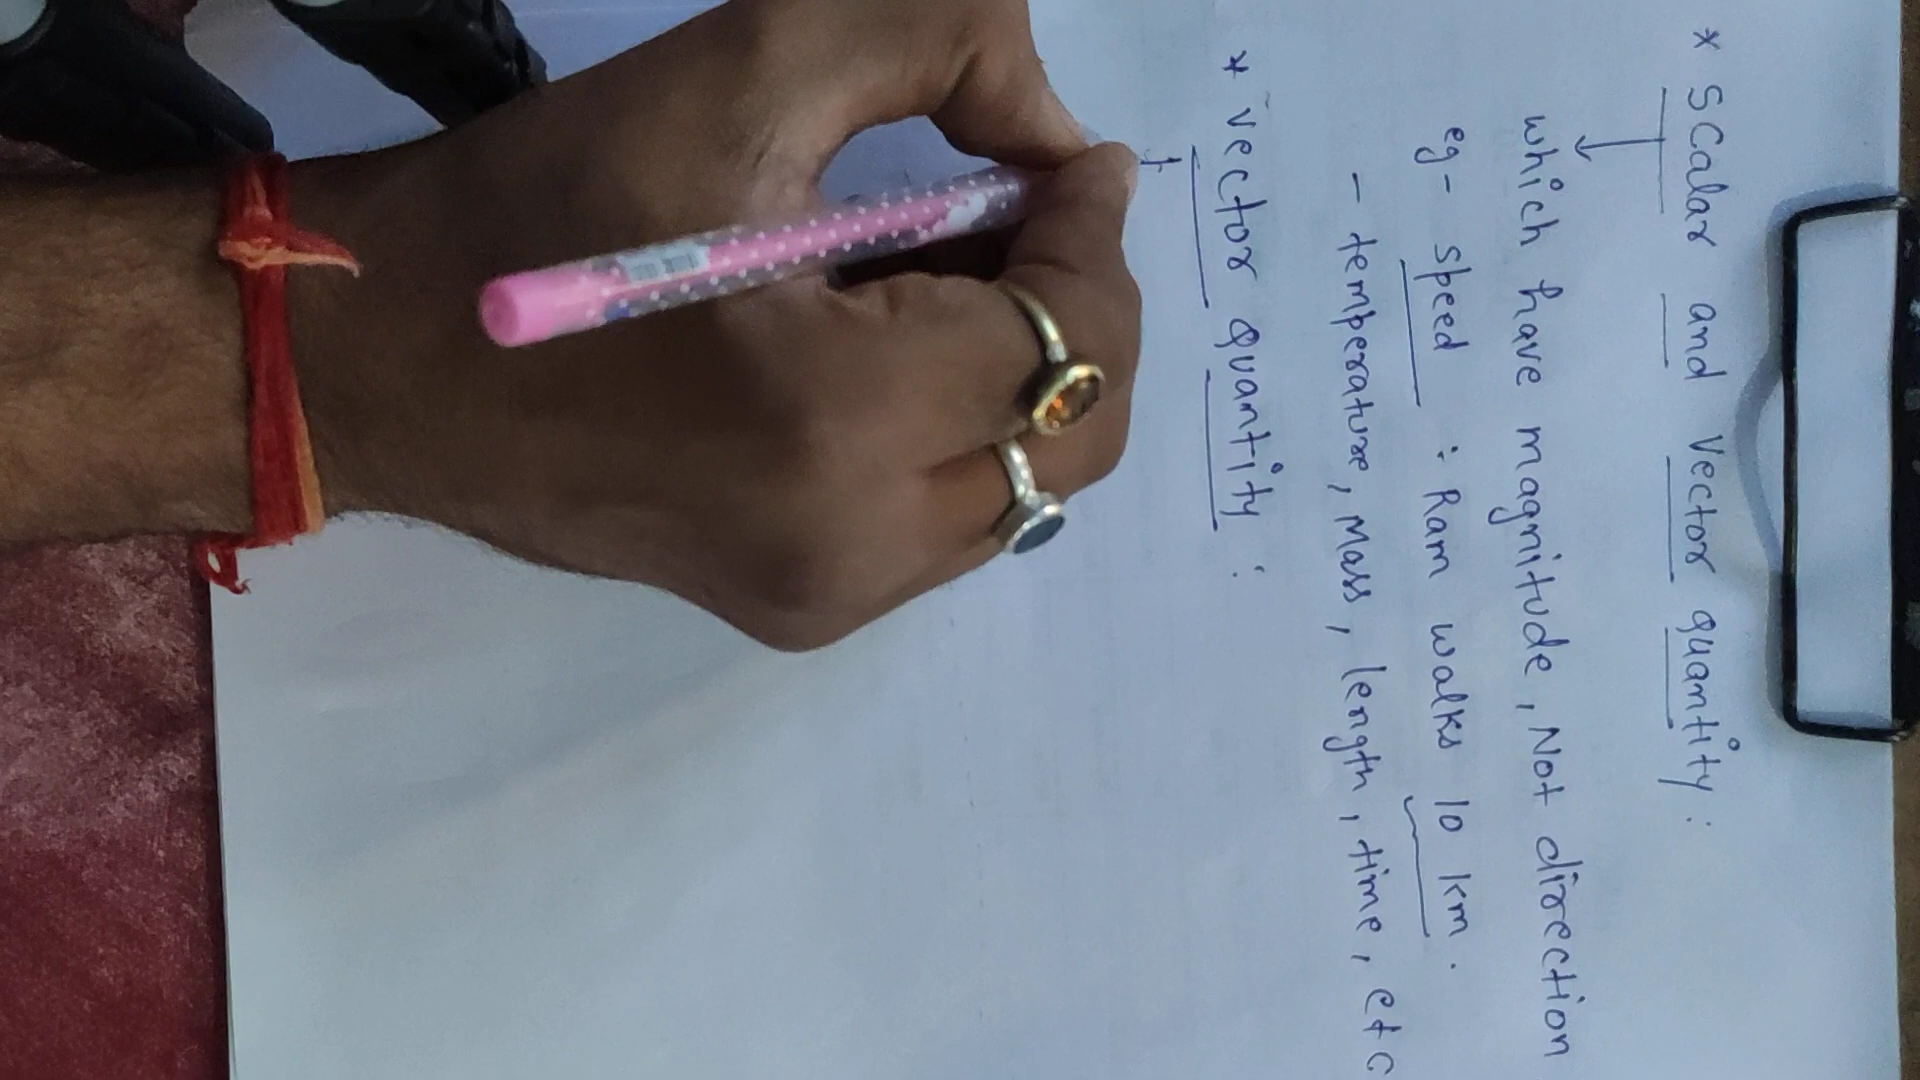 * Scalar and Vector quantity :
which have magnitude, Not direction
eg- speed : Ram walks 10 km.
- temperature, Mass, length, time, etc
* vector quantity :